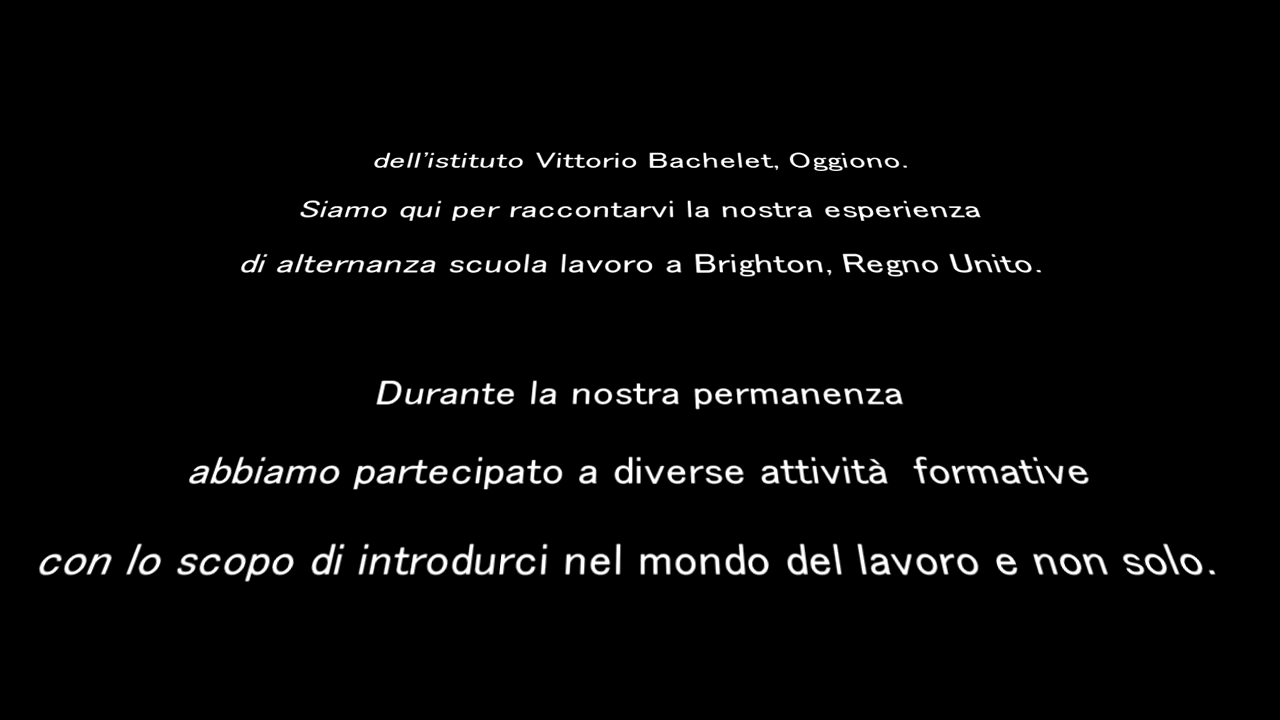 dell'istituto Vittorio Bachelet, Oggiono.
Siamo qui per raccontarvi la nostra esperienza
di alternanza scuola lavoro a Brighton, Regno Unito.
Durante la nostra permanenza
abbiamo partecipato a diverse attività  formative
con lo scopo di introdurci nel mondo del lavoro e non solo.